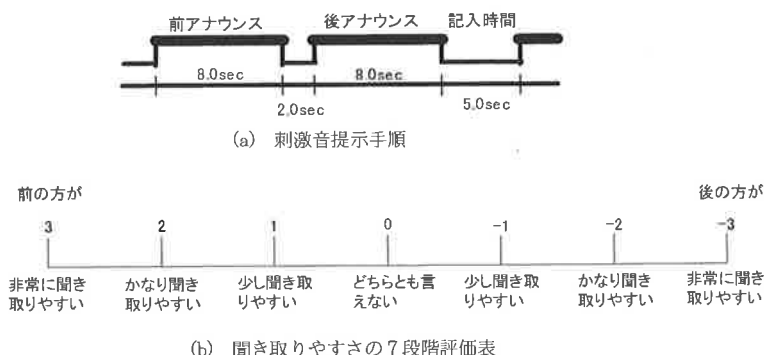 前アナウンス 後アナウンス 記入時間
8.0sec 8.0sec
2.0sec 5.0sec
(a) 刺激音提示手順
前の方が 後の方が
3 2 1 0 -1 -2 -3
非常に聞き かなり聞き 少し聞き取 どちらとも言 少し聞き取 かなり聞き 非常に聞き
取りやすい 取りやすい りやすい えない りやすい 取りやすい 取りやすい
(b) 聞き取りやすさの7段階評価表